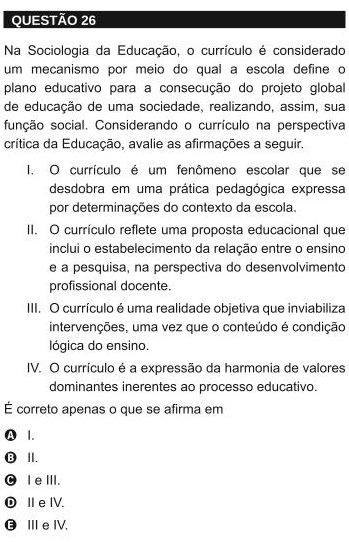 QUESTÃO 26
Na Sociologia da Educação, o currículo é considerado
um mecanismo por meio do qual a escola define o
plano educativo para a consecução do projeto global
de educação de uma sociedade, realizando, assim, sua
função social. Considerando o currículo na perspectiva
crítica da Educação, avalie as afirmações a seguir.
I. O currículo é um fenômeno escolar que se
desdobra em uma prática pedagógica expressa
por determinações do contexto da escola.
II. O currículo reflete uma proposta educacional que
inclui o estabelecimento da relação entre o ensino
e a pesquisa, na perspectiva do desenvolvimento
profissional docente.
III. O currículo é uma realidade objetiva que inviabiliza
intervenções, uma vez que o conteúdo é condição
lógica do ensino.
IV. O currículo é a expressão da harmonia de valores
dominantes inerentes ao processo educativo.
É correto apenas o que se afirma em
A I.
B II.
C I e III.
D II e IV.
E III e IV.